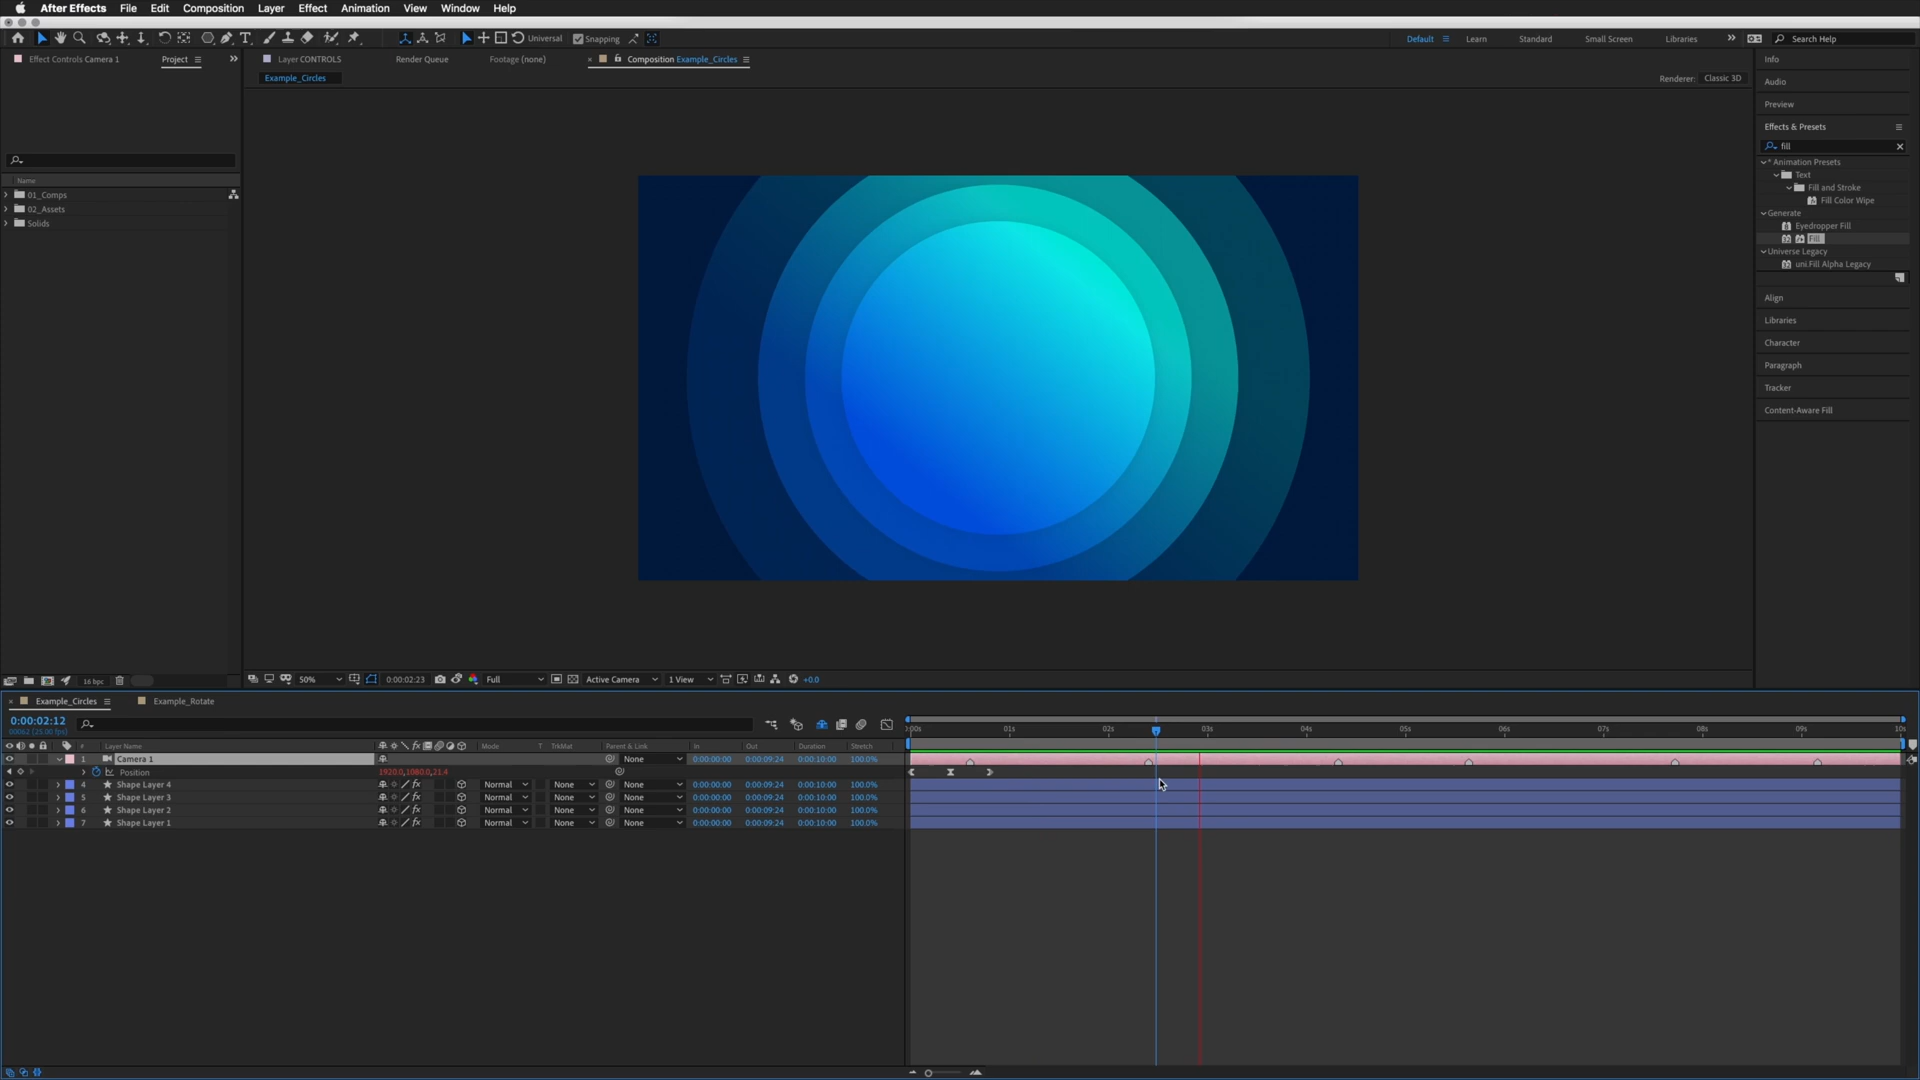 After Effects File Edit Composition Layer Effect Animation View Window Help
Universal Snapping Default Learn Standard Small Screen Libraries Search Help
Effect Controls Camera 1 Project Layer CONTROLS Render Queue Footage (none) Composition Example_Circles Info
Example_Circles Renderer: Classic 3D
Audio
Preview
Effects & Presets
fill
* Animation Presets
Text
Fill and Stroke
Fill Color Wipe
Generate
Eyedropper Fill
Fill
Universe Legacy
uni.Fill Alpha Legacy
Align
Libraries
Character
Paragraph
Tracker
Content-Aware Fill
Name
01_Comps
02_Assets
Solids
16 bpc 50% 0:00:02:23 Full Active Camera 1 View +0.0
Example_Circles Example_Rotate
0:00:02:12
00062 (25.00 fps)
:00s 01s 02s 03s 04s 05s 06s 07s 08s 09s 10s
# Layer Name Mode T TrkMat Parent & Link In Out Duration Stretch
1 Camera 1 None 0:00:00:00 0:00:09:24 0:00:10:00 100.0%
Position 1920.0,1080.0,21.4
4 Shape Layer 4 Normal None None 0:00:00:00 0:00:09:24 0:00:10:00 100.0%
5 Shape Layer 3 Normal None None 0:00:00:00 0:00:09:24 0:00:10:00 100.0%
6 Shape Layer 2 Normal None None 0:00:00:00 0:00:09:24 0:00:10:00 100.0%
7 Shape Layer 1 Normal None None 0:00:00:00 0:00:09:24 0:00:10:00 100.0%